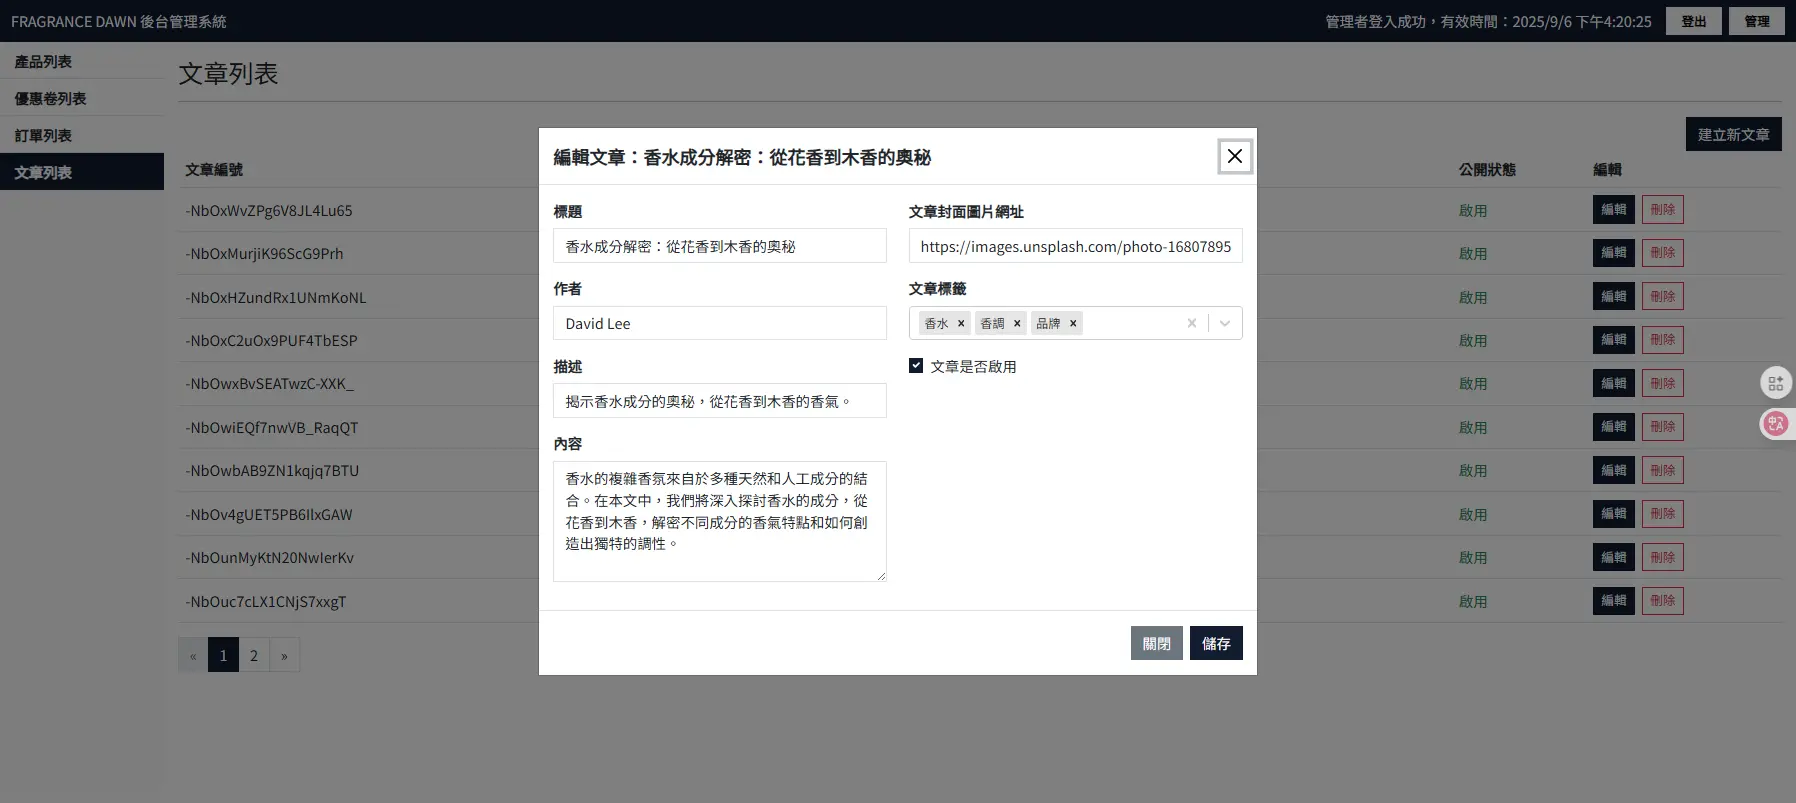 FRAGRANCE DAWN 後台管理系統
管理者登入成功，有效時間：2025/9/6 下午4:20:25
登出
管理
產品列表
優惠卷列表
訂單列表
文章列表
文章列表
建立新文章
文章編號
公開狀態
編輯
-NbOxWvZPg6V8JL4Lu65
啟用
編輯
刪除
-NbOxMurjiK96ScG9Prh
啟用
編輯
刪除
-NbOxHZundRx1UNmKoNL
啟用
編輯
刪除
-NbOxC2uOx9PUF4TbESP
啟用
編輯
刪除
-NbOwxBvSEATwzC-XXK_
啟用
編輯
刪除
-NbOwiEQf7nwVB_RaqQT
啟用
編輯
刪除
-NbOwbAB9ZN1kqjq7BTU
啟用
編輯
刪除
-NbOv4gUET5PB6IlxGAW
啟用
編輯
刪除
-NbOunMyKtN20NwIerKv
啟用
編輯
刪除
-NbOuc7cLX1CNjS7xxgT
啟用
編輯
刪除
« 1 2 »
編輯文章：香水成分解密：從花香到木香的奧秘
標題
香水成分解密：從花香到木香的奧秘
作者
David Lee
描述
揭示香水成分的奧秘，從花香到木香的香氣。
內容
香水的複雜香氛來自於多種天然和人工成分的結
合。在本文中，我們將深入探討香水的成分，從
花香到木香，解密不同成分的香氣特點和如何創
造出獨特的調性。
文章封面圖片網址
https://images.unsplash.com/photo-16807895
文章標籤
香水 × 香調 × 品牌 ×
文章是否啟用
關閉
儲存